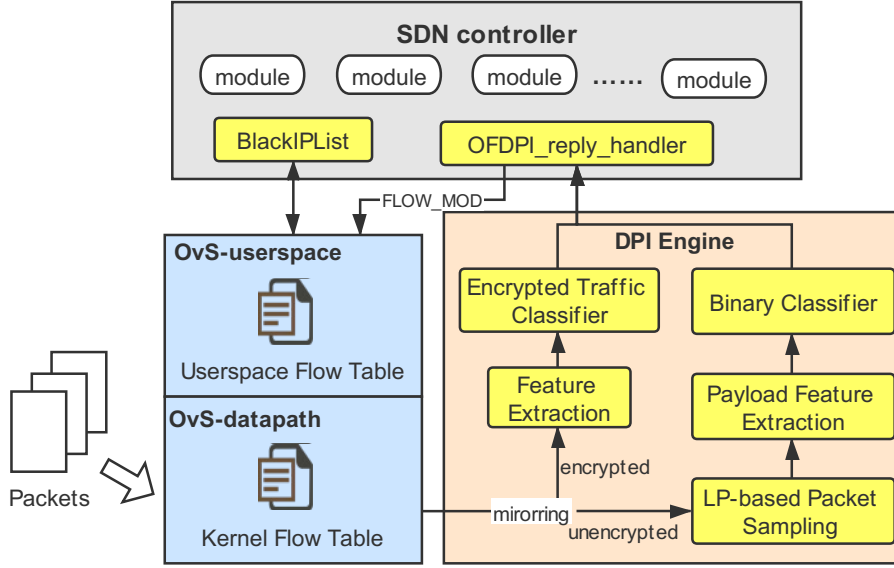 SDN controller
module
module
module
......
module
BlackIPList
OFDPI_reply_handler
FLOW_MOD
OvS-userspace
Userspace Flow Table
OvS-datapath
Kernel Flow Table
Packets
DPI Engine
Encrypted Traffic
Classifier
Binary Classifier
Feature
Extraction
Payload Feature
Extraction
encrypted
mirorring
unencrypted
LP-based Packet
Sampling